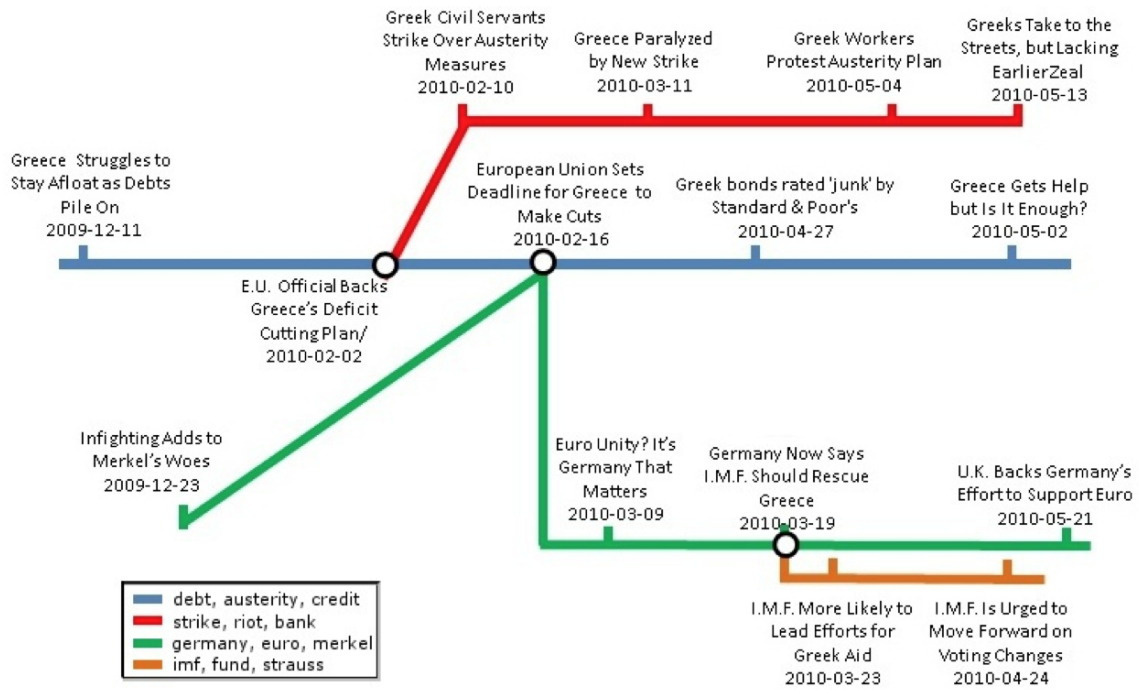 Greek Civil Servants
Strike Over Austerity
Measures
2010-02-10
Greece Paralyzed
by New Strike
2010-03-11
Greek Workers
Protest Austerity Plan
2010-05-04
Greeks Take to the
Streets, but Lacking
EarlierZeal
2010-05-13
Greece Struggles to
Stay Afloat as Debts
Pile On
2009-12-11
European Union Sets
Deadline for Greece to
Make Cuts
2010-02-16
Greek bonds rated 'junk' by
Standard & Poor's
2010-04-27
Greece Gets Help
but Is It Enough?
2010-05-02
E.U. Official Backs
Greece's Deficit
Cutting Plan/
2010-02-02
Infighting Adds to
Merkel's Woes
2009-12-23
Euro Unity? It's
Germany That
Matters
2010-03-09
Germany Now Says
I.M.F. Should Rescue
Greece
2010-03-19
U.K. Backs Germany's
Effort to Support Euro
2010-05-21
I.M.F. More Likely to
Lead Efforts for
Greek Aid
2010-03-23
I.M.F. Is Urged to
Move Forward on
Voting Changes
2010-04-24
debt, austerity, credit
strike, riot, bank
germany, euro, merkel
imf, fund, strauss